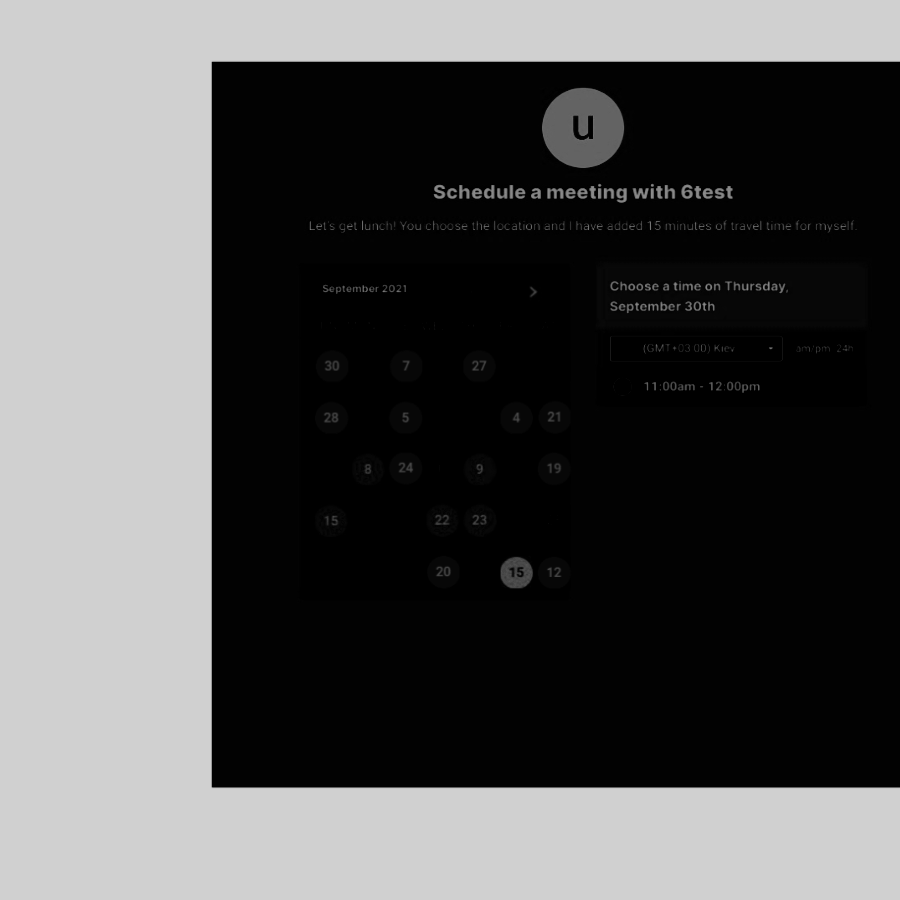 u
Schedule a meeting with 6test
Let's get lunch! You choose the location and I have added 15 minutes of travel time for myself.
September 2021
30 7 27
28 5 4 21
8 24 9 19
15 22 23
20 15 12
Choose a time on Thursday,
September 30th
(GMT+03:00) Kiev
am/pm 24h
11:00am - 12:00pm